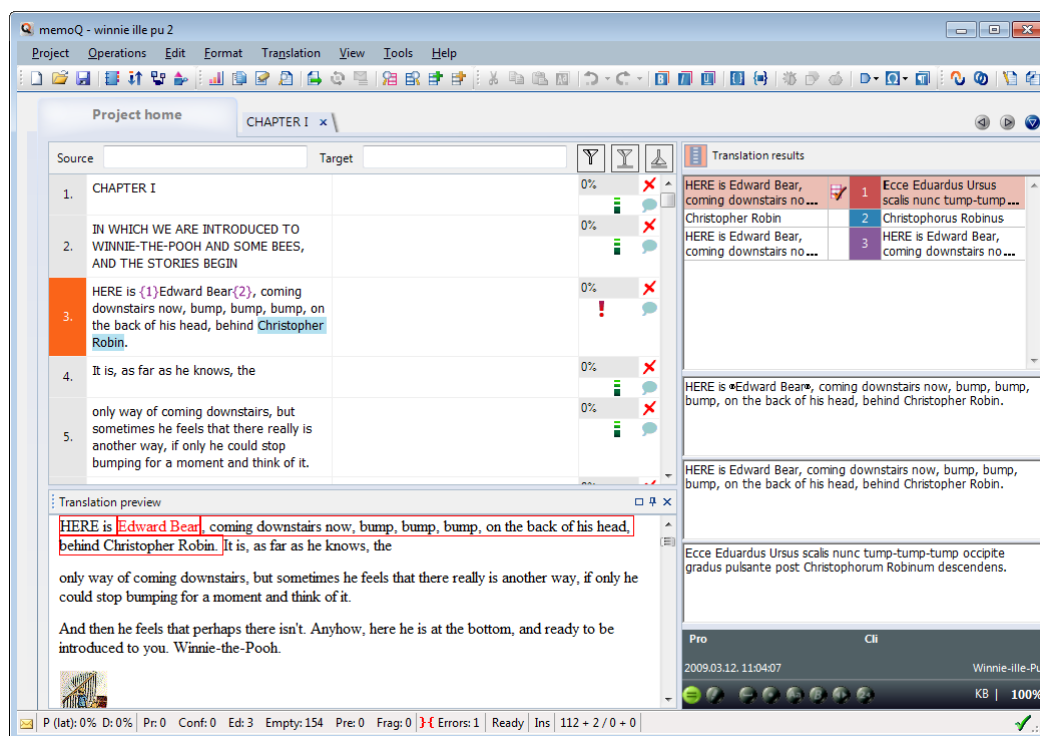 memoQ - winnie ille pu 2
Project Operations Edit Format Translation View Tools Help
Project home
CHAPTER I
Source
Target
1.
CHAPTER I
0%
2.
IN WHICH WE ARE INTRODUCED TO
WINNIE-THE-POOH AND SOME BEES,
AND THE STORIES BEGIN
0%
3.
HERE is {1}Edward Bear{2}, coming
downstairs now, bump, bump, bump, on
the back of his head, behind Christopher
Robin.
0%
4.
It is, as far as he knows, the
0%
5.
only way of coming downstairs, but
sometimes he feels that there really is
another way, if only he could stop
bumping for a moment and think of it.
0%
Translation preview
HERE is Edward Bear, coming downstairs now, bump, bump, bump, on the back of his head,
behind Christopher Robin. It is, as far as he knows, the
only way of coming downstairs, but sometimes he feels that there really is another way, if only he
could stop bumping for a moment and think of it.
And then he feels that perhaps there isn't. Anyhow, here he is at the bottom, and ready to be
introduced to you. Winnie-the-Pooh.
Translation results
HERE is Edward Bear,
coming downstairs no...
1
Ecce Eduardus Ursus
scalis nunc tump-tump...
Christopher Robin
2
Christophorus Robinus
HERE is Edward Bear,
coming downstairs no...
3
HERE is Edward Bear,
coming downstairs no...
HERE is Edward Bear, coming downstairs now, bump, bump,
bump, on the back of his head, behind Christopher Robin.
HERE is Edward Bear, coming downstairs now, bump, bump,
bump, on the back of his head, behind Christopher Robin.
Ecce Eduardus Ursus scalis nunc tump-tump-tump occipite
gradus pulsante post Christophorum Robinum descendens.
Pro Cli
2009.03.12. 11:04:07 Winnie-ille-Pu
KB | 100%
P (lat): 0% D: 0% Pr: 0 Conf: 0 Ed: 3 Empty: 154 Pre: 0 Frag: 0 Errors: 1 Ready Ins 112 + 2 / 0 + 0